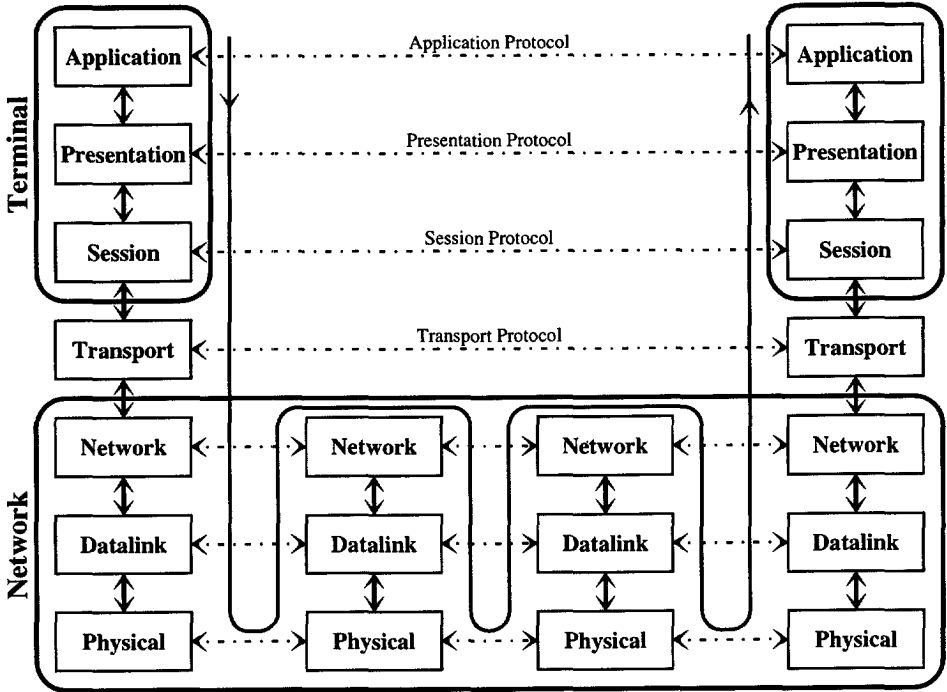 Application
Application Protocol
Application
Terminal
Presentation
Presentation Protocol
Presentation
Session
Session Protocol
Session
Transport
Transport Protocol
Transport
Network
Network
Network
Network
Network
Datalink
Datalink
Datalink
Datalink
Physical
Physical
Physical
Physical